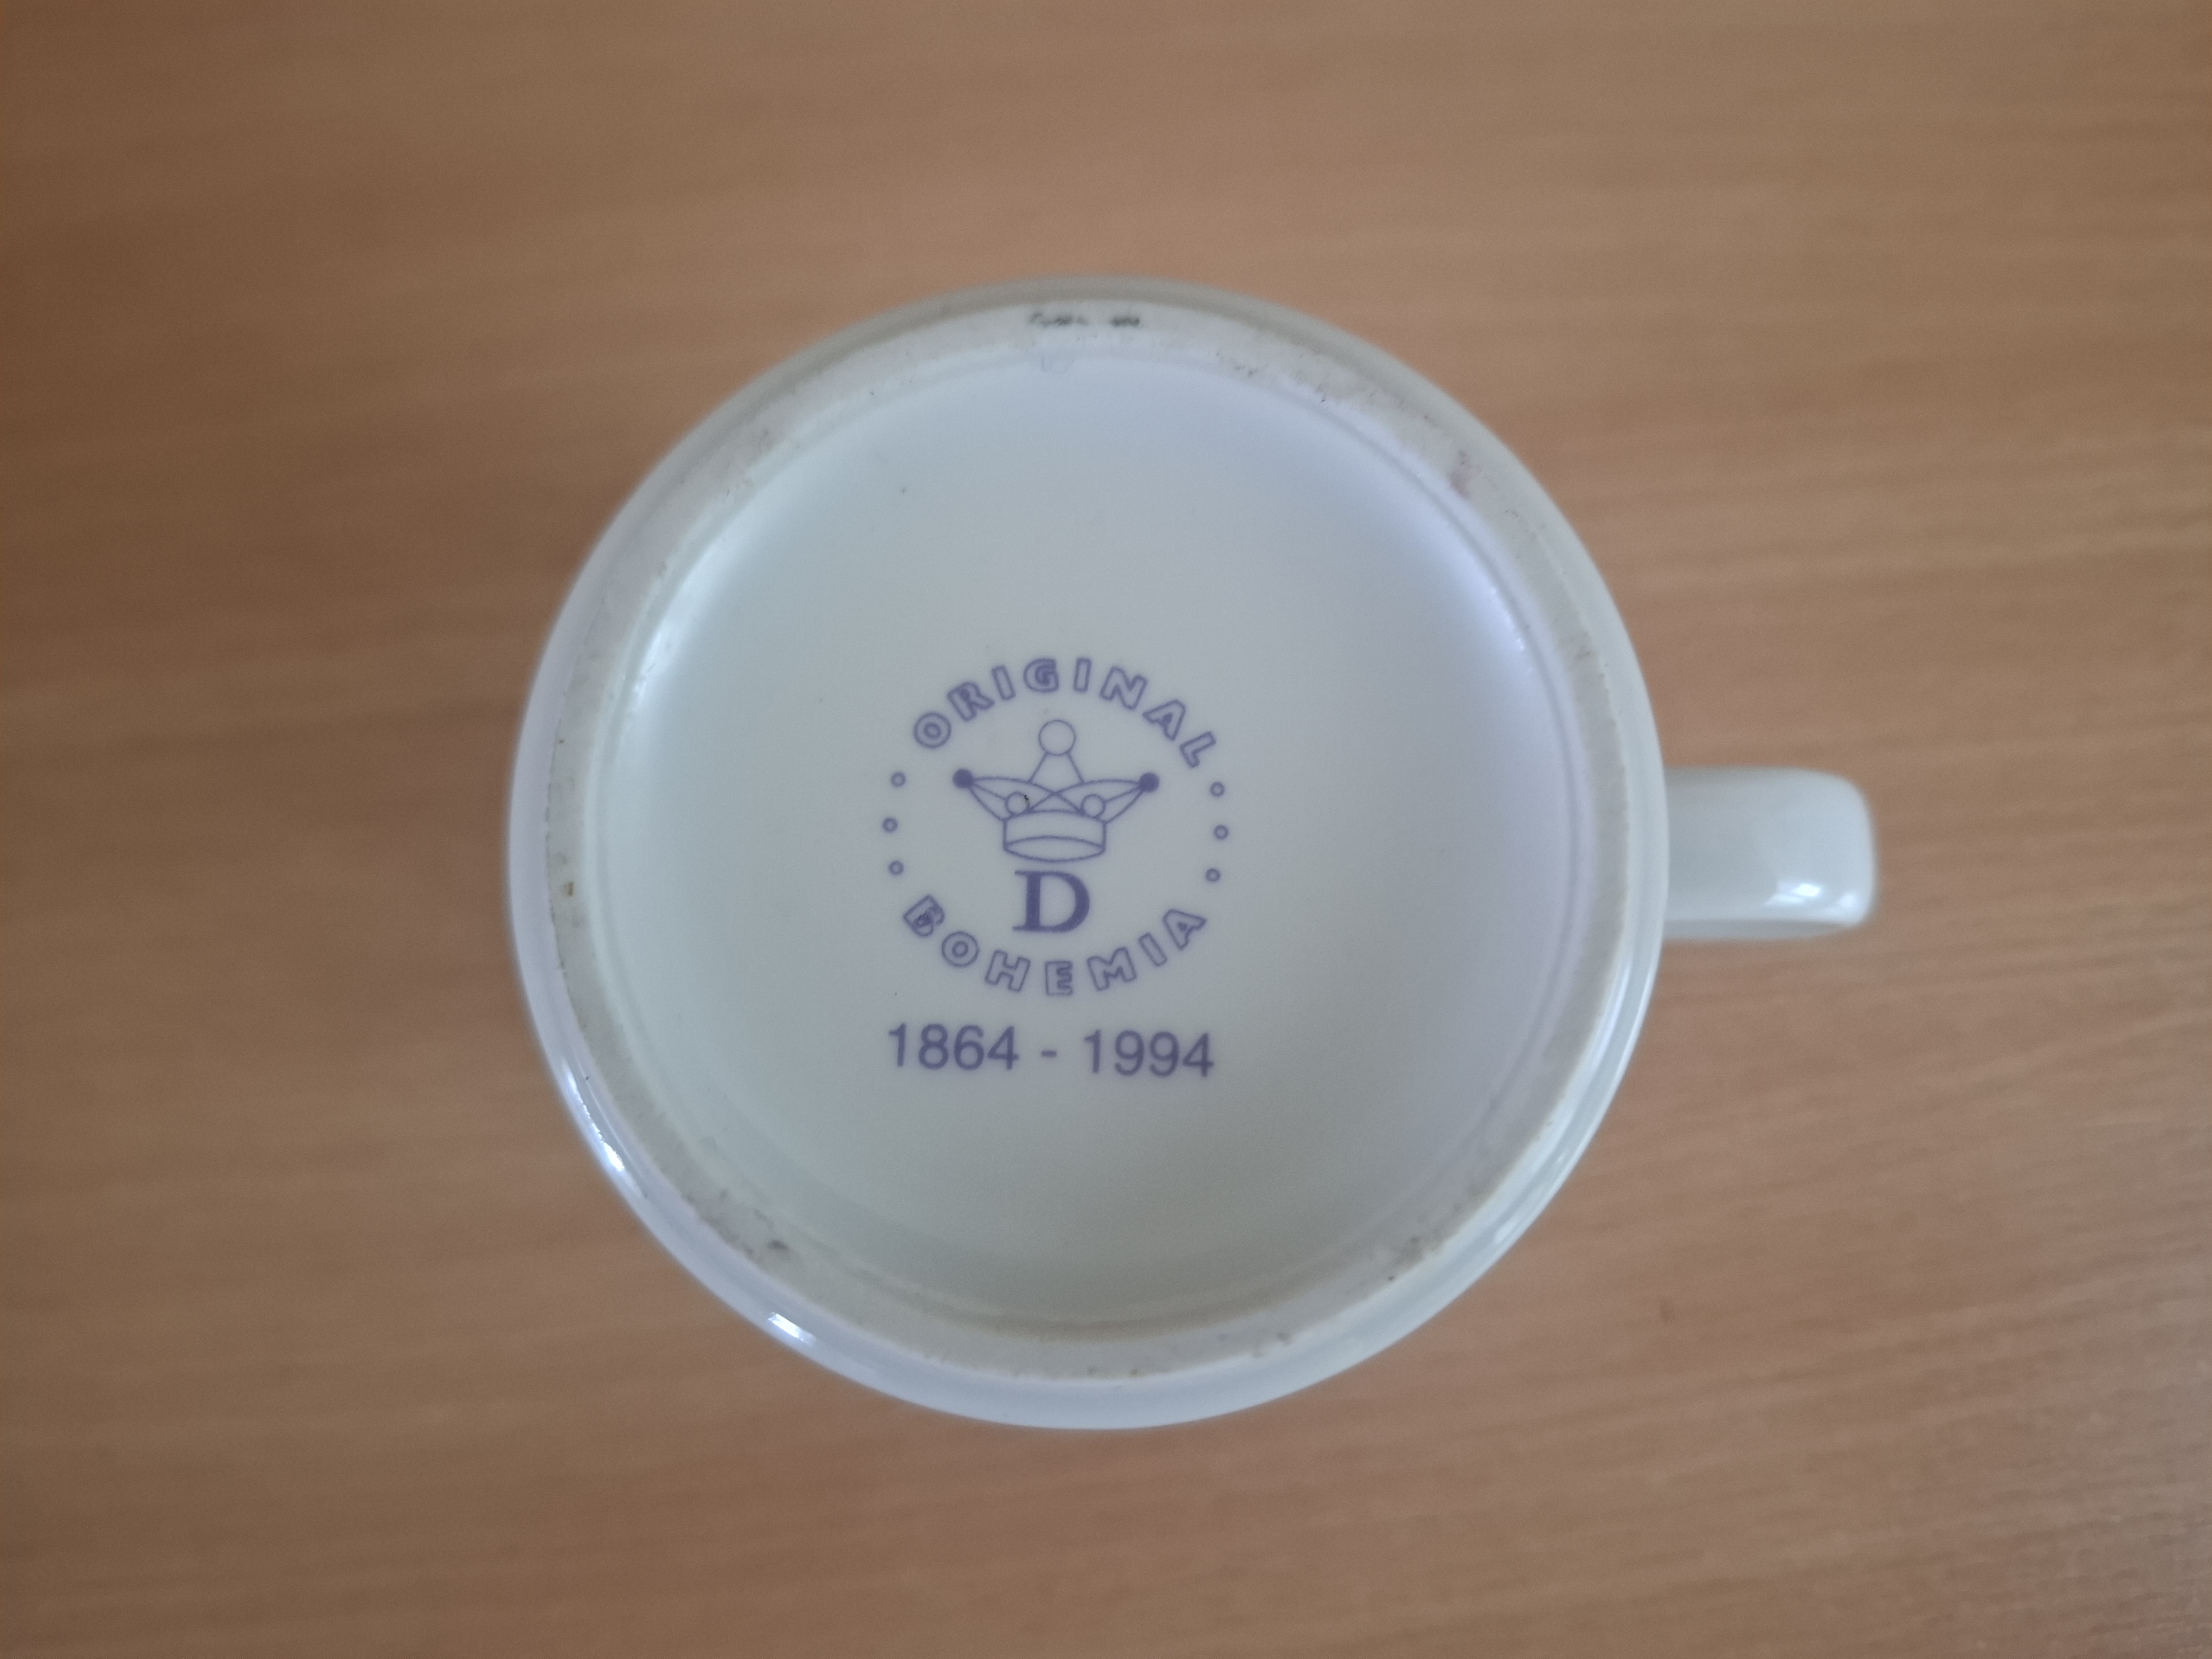 ORIGINAL
D
BOHEMIA
1864 - 1994